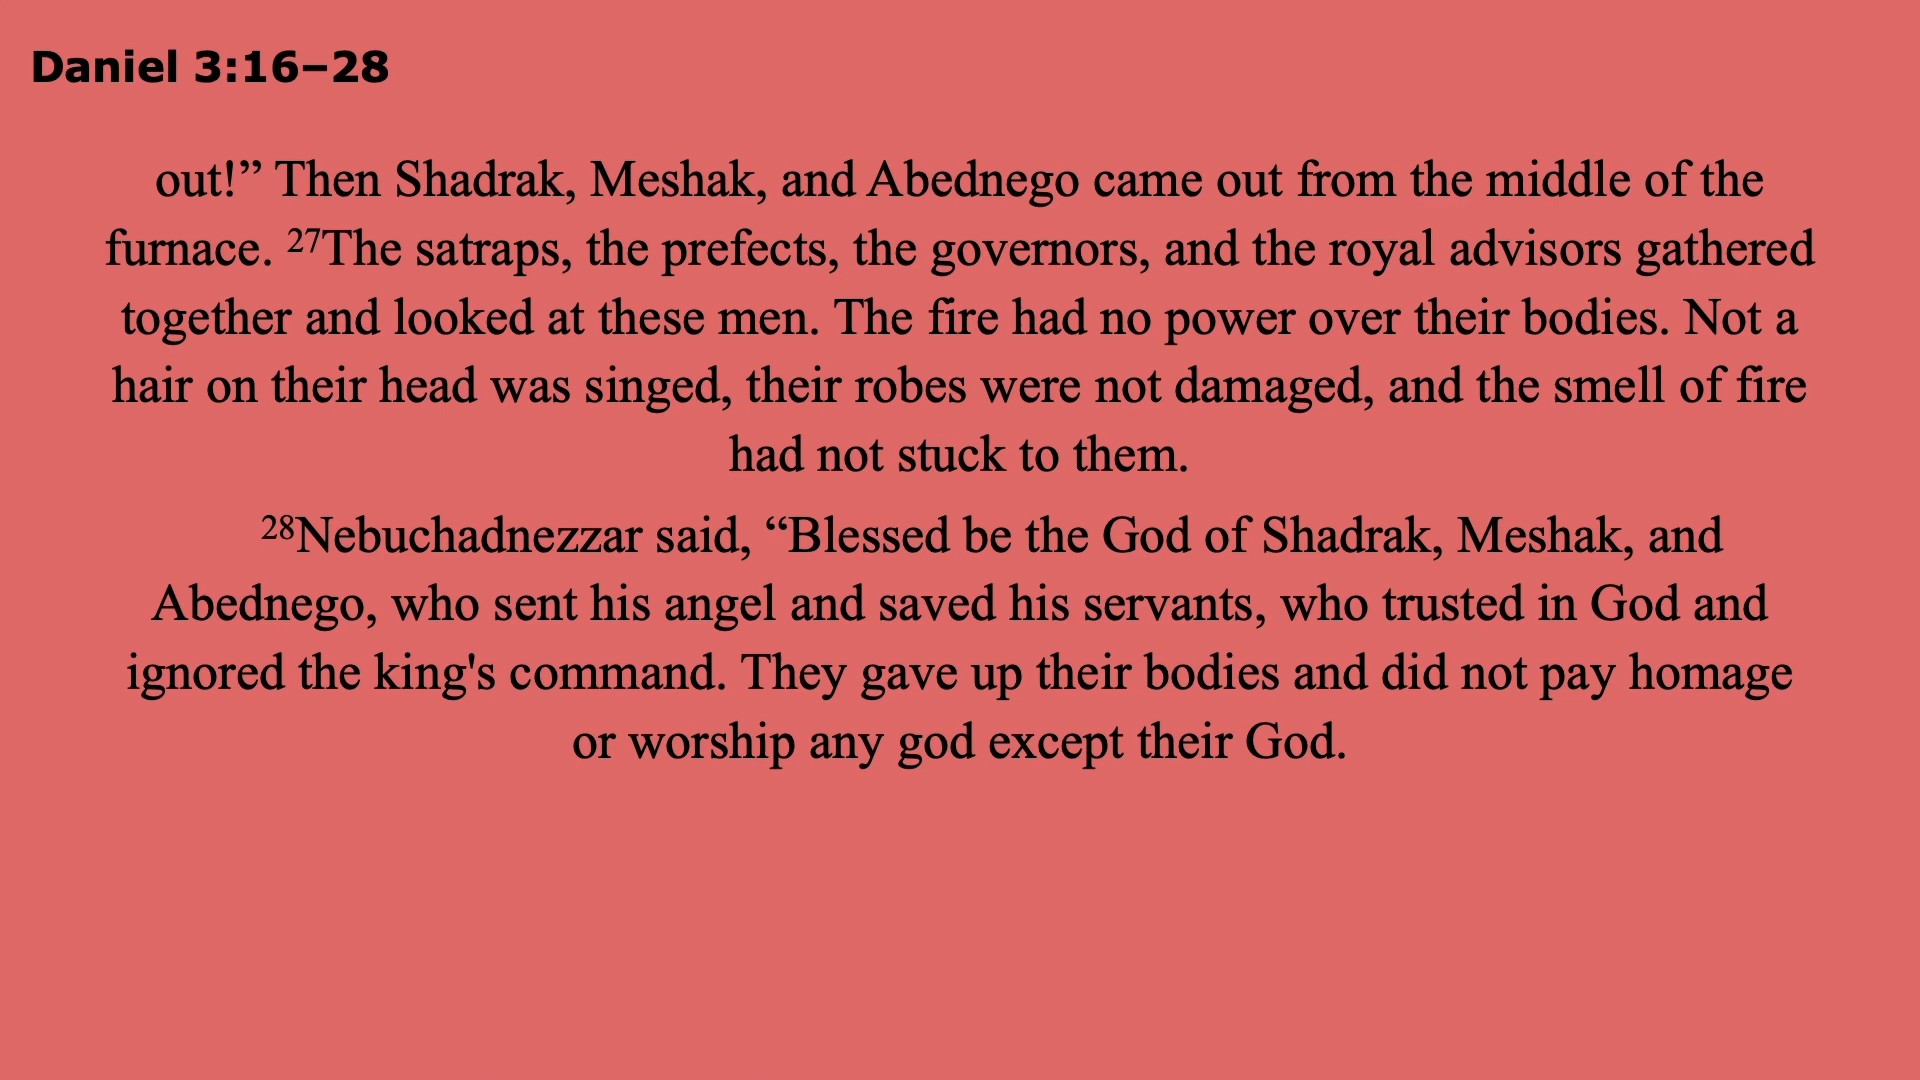 Daniel 3:16–28
out!” Then Shadrak, Meshak, and Abednego came out from the middle of the
furnace. 27The satraps, the prefects, the governors, and the royal advisors gathered
together and looked at these men. The fire had no power over their bodies. Not a
hair on their head was singed, their robes were not damaged, and the smell of fire
had not stuck to them.
28Nebuchadnezzar said, “Blessed be the God of Shadrak, Meshak, and
Abednego, who sent his angel and saved his servants, who trusted in God and
ignored the king's command. They gave up their bodies and did not pay homage
or worship any god except their God.